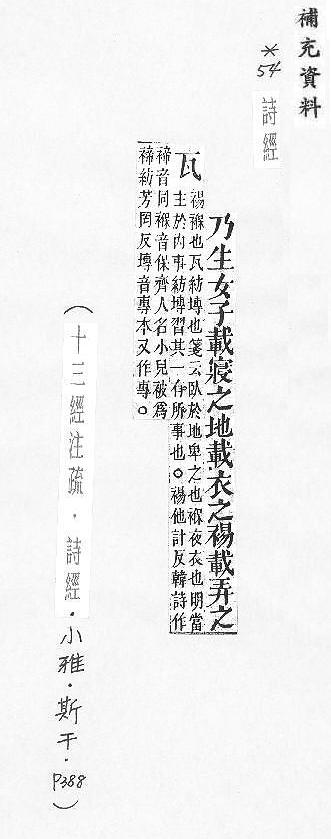 補充資料
*54
詩經
乃生女子載寢之地載衣之裼載弄之
瓦
裼褓也瓦紡塼也箋云臥於地卑之也褓夜衣也明當
主於內事紡塼習其一有所事也。裼他計反韓詩作
禘音同褓音保齊人名小兒被為
禘紡芳罔反塼音專本又作專。
(十三經注疏·詩經·小雅·斯干·P388)